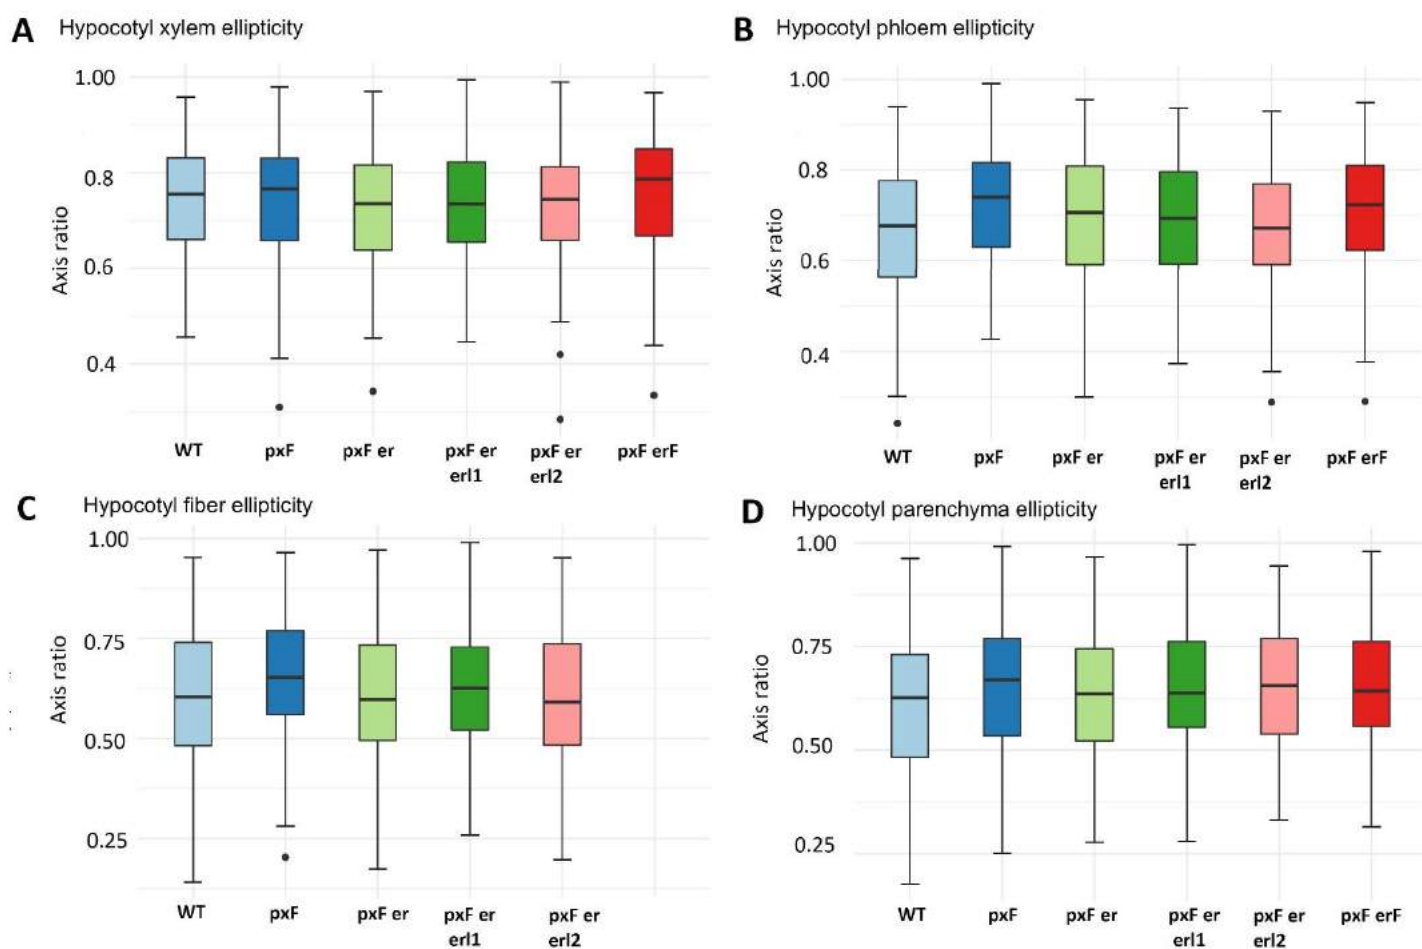 A Hypocotyl xylem ellipticity
1.00
0.8
0.6
0.4
Axis ratio
WT pxF pxF er pxF er pxF er pxF erF
erl1 erl2
B Hypocotyl phloem ellipticity
1.00
0.8
0.6
0.4
Axis ratio
WT pxF pxF er pxF er pxF er pxF erF
erl1 erl2
C Hypocotyl fiber ellipticity
1.00
0.75
0.50
0.25
Axis ratio
WT pxF pxF er pxF er pxF er
erl1 erl2
D Hypocotyl parenchyma ellipticity
1.00
0.75
0.50
0.25
Axis ratio
WT pxF pxF er pxF er pxF er pxF erF
erl1 erl2